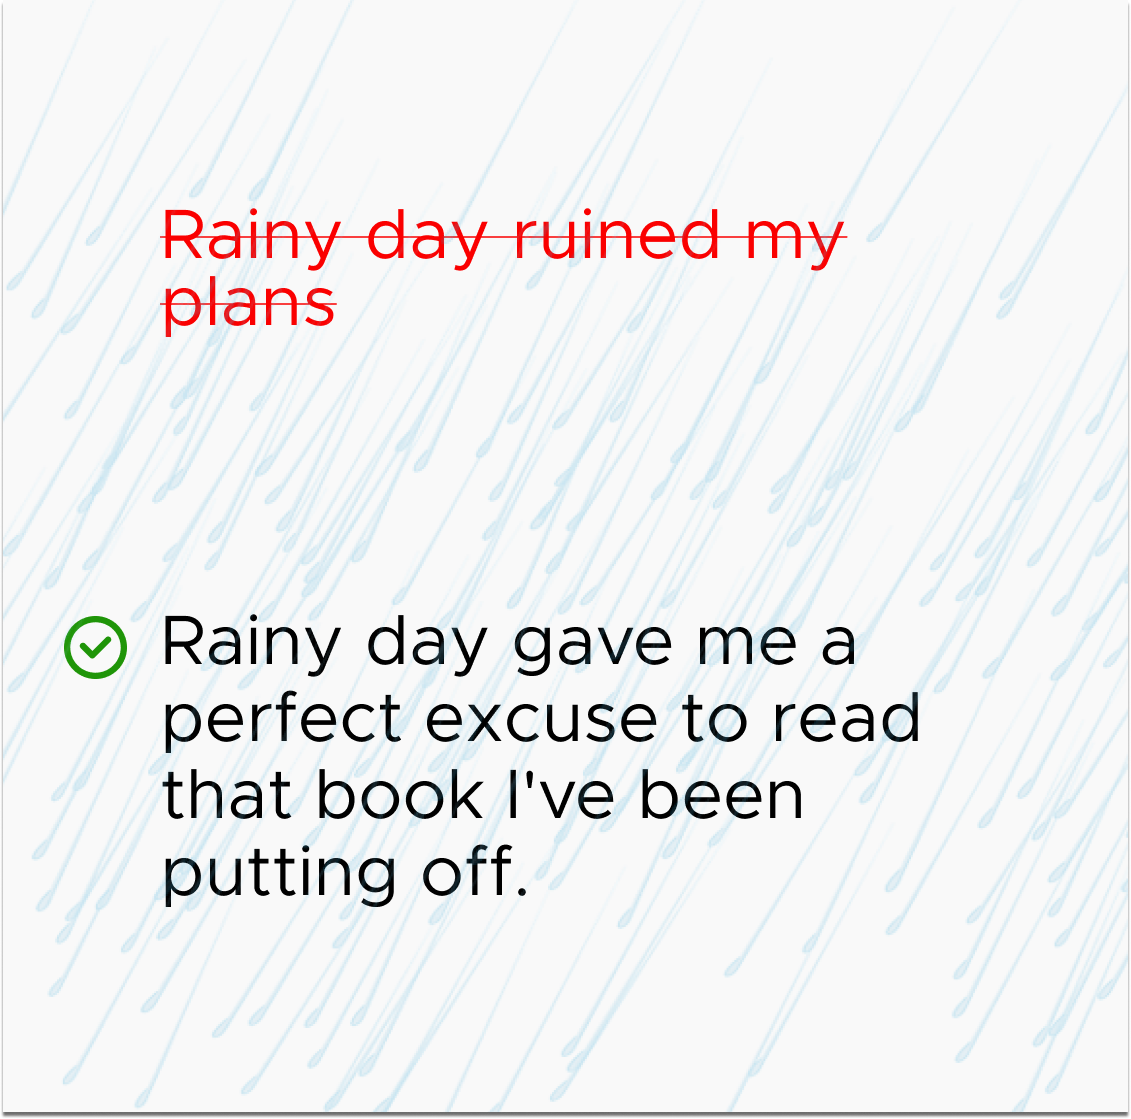 Rainy day ruined my
plans
Rainy day gave me a
perfect excuse to read
that book I've been
putting off.